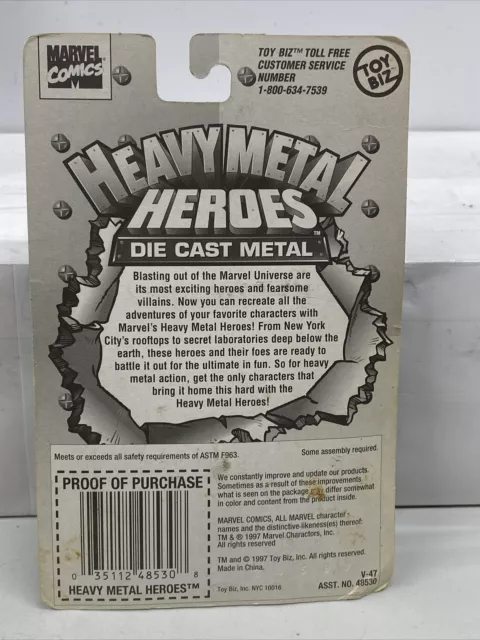 MARVEL
COMICS
M
TOY BIZ™ TOLL FREE
CUSTOMER SERVICE
NUMBER
1-800-634-7539
TOY
BIZ
HEAVY METAL
HEROES™
DIE CAST METAL
Blasting out of the Marvel Universe are
its most exciting heroes and fearsome
villains. Now you can recreate all the
adventures of your favorite characters with
Marvel's Heavy Metal Heroes! From New York
City's rooftops to secret laboratories deep below the
earth, these heroes and their foes are ready to
battle it out for the ultimate in fun. So for heavy
metal action, get the only characters that
bring it home this hard with the
Heavy Metal Heroes!
Meets or exceeds all safety requirements of ASTM F963.
Some assembly required.
PROOF OF PURCHASE
0 35112 48530 8
HEAVY METAL HEROES™
We constantly improve and update our products.
Sometimes as a result of these improvements
what is seen on the package may differ somewhat
in color and content from the product inside.
MARVEL COMICS, ALL MARVEL character
names and the distinctive likeness(es) thereof:
TM & © 1997 Marvel Characters, Inc.
All rights reserved
TM and © 1997 Toy Biz, Inc. All rights reserved.
Made in China.
Toy Biz, Inc. NYC 10016
V-47
ASST. NO. 48530